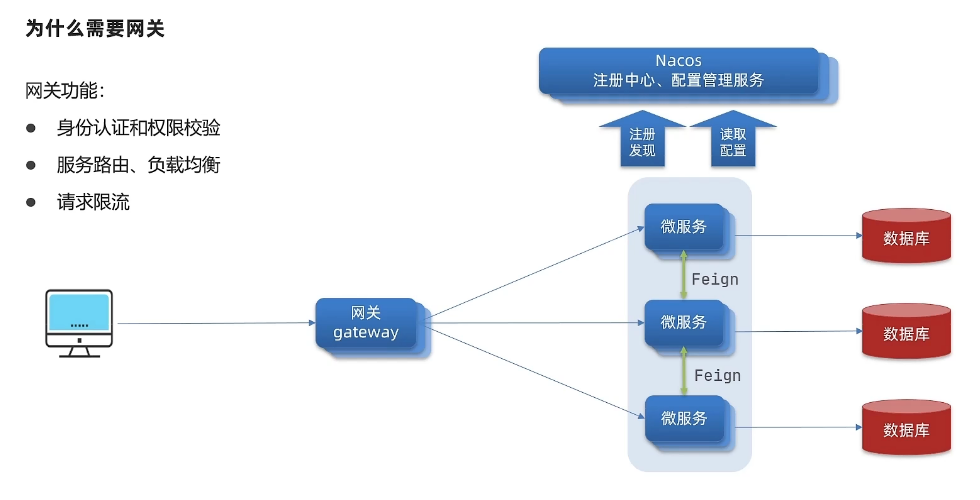 为什么需要网关
网关功能：
身份认证和权限校验
服务路由、负载均衡
请求限流
Nacos
注册中心、配置管理服务
注册
发现
读取
配置
微服务
数据库
Feign
网关
gateway
微服务
数据库
Feign
微服务
数据库